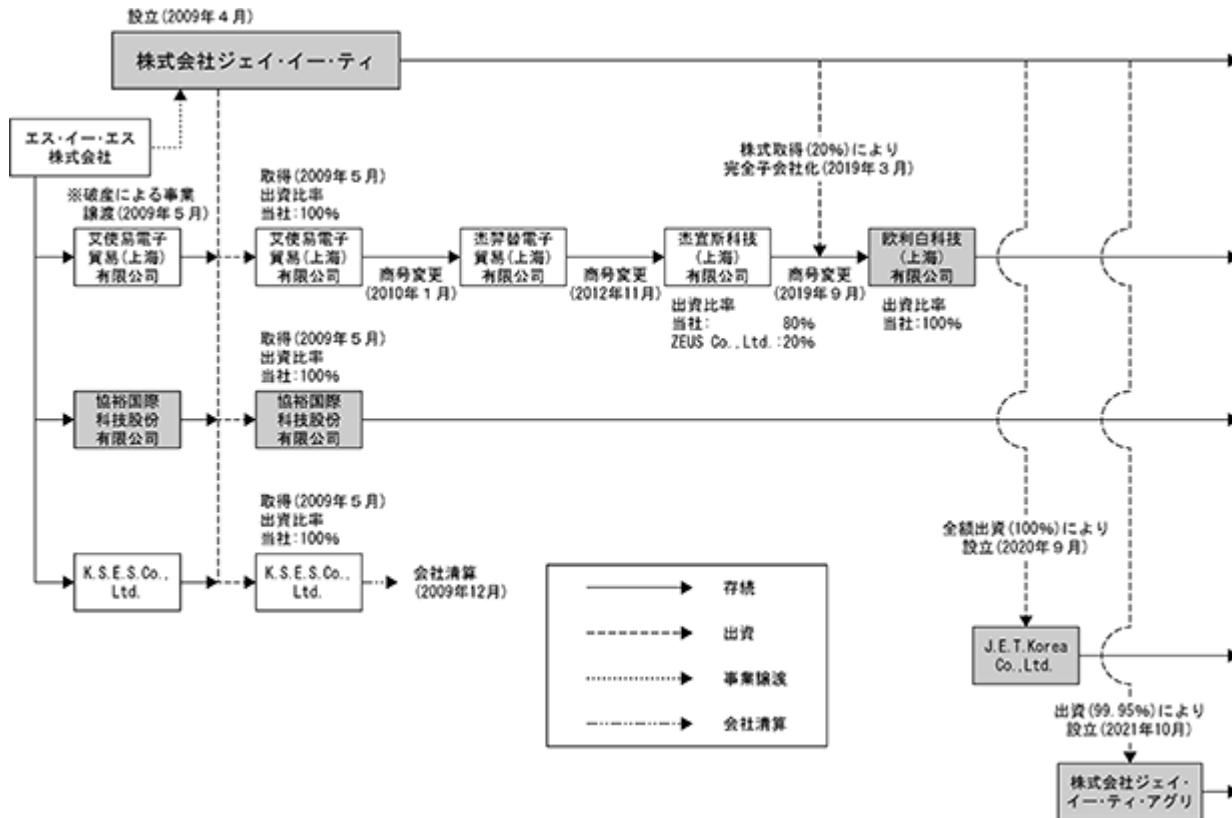 設立(2009年4月)
株式会社ジェイ・イー・ティ
エス・イー・エス
株式会社
※破産による事業
譲渡(2009年5月)
取得(2009年5月)
出資比率
当社:100%
株式取得(20%)により
完全子会社化(2019年3月)
艾使易電子
貿易(上海)
有限公司
艾使易電子
貿易(上海)
有限公司
商号変更
(2010年1月)
杰羿替電子
貿易(上海)
有限公司
商号変更
(2012年11月)
杰宜斯科技
(上海)
有限公司
商号変更
(2019年9月)
欧利白科技
(上海)
有限公司
出資比率
当社: 80%
ZEUS Co.,Ltd.:20%
出資比率
当社:100%
取得(2009年5月)
出資比率
当社:100%
協裕国際
科技股份
有限公司
協裕国際
科技股份
有限公司
取得(2009年5月)
出資比率
当社:100%
K.S.E.S.Co.,
Ltd.
K.S.E.S.Co.,
Ltd.
会社清算
(2009年12月)
存続
出資
事業譲渡
会社清算
全額出資(100%)により
設立(2020年9月)
J.E.T.Korea
Co.,Ltd.
出資(99.95%)により
設立(2021年10月)
株式会社ジェイ・
イー・ティ・アグリ